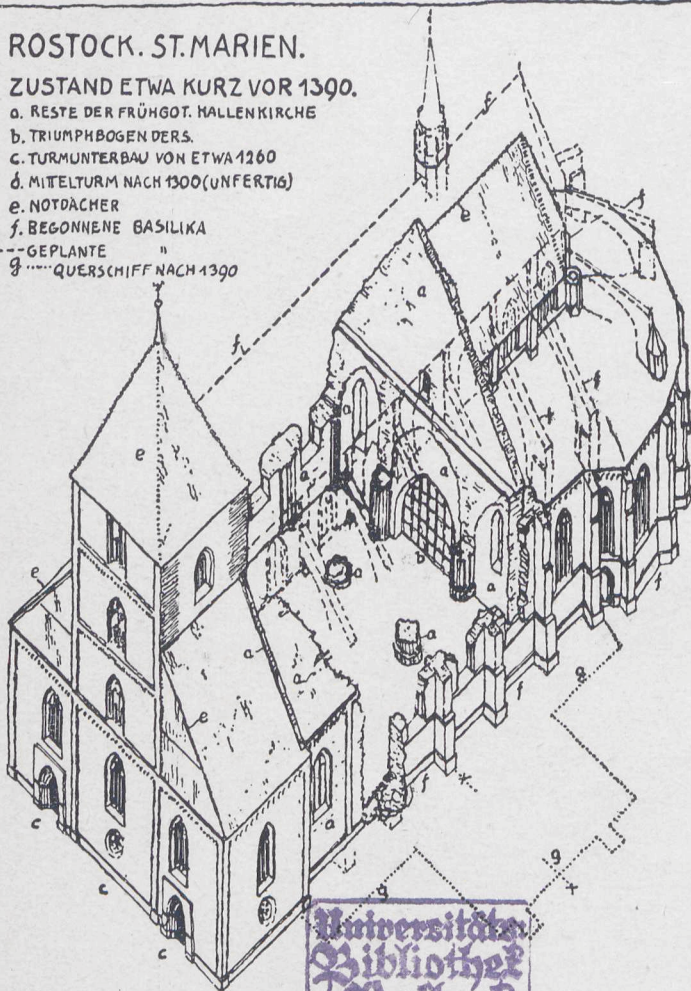 ROSTOCK. ST. MARIEN.
ZUSTAND ETWA KURZ VOR 1390.
a. RESTE DER FRÜHGOT. HALLENKIRCHE
b. TRIUMPHBOGEN DERS.
c. TURMUNTERBAU VON ETWA 1260
d. MITTELTURM NACH 1300 (UNFERTIG)
e. NOTDÄCHER
f. BEGONNENE BASILIKA
--- GEPLANTE "
g ..... QUERSCHIFF NACH 1390
f
f
e
a
f
e
a
a
a
b
a
a
a
e
a
a
e
f
f
g
f
a
c
c
c
g
g
Universitäts
Bibliothek